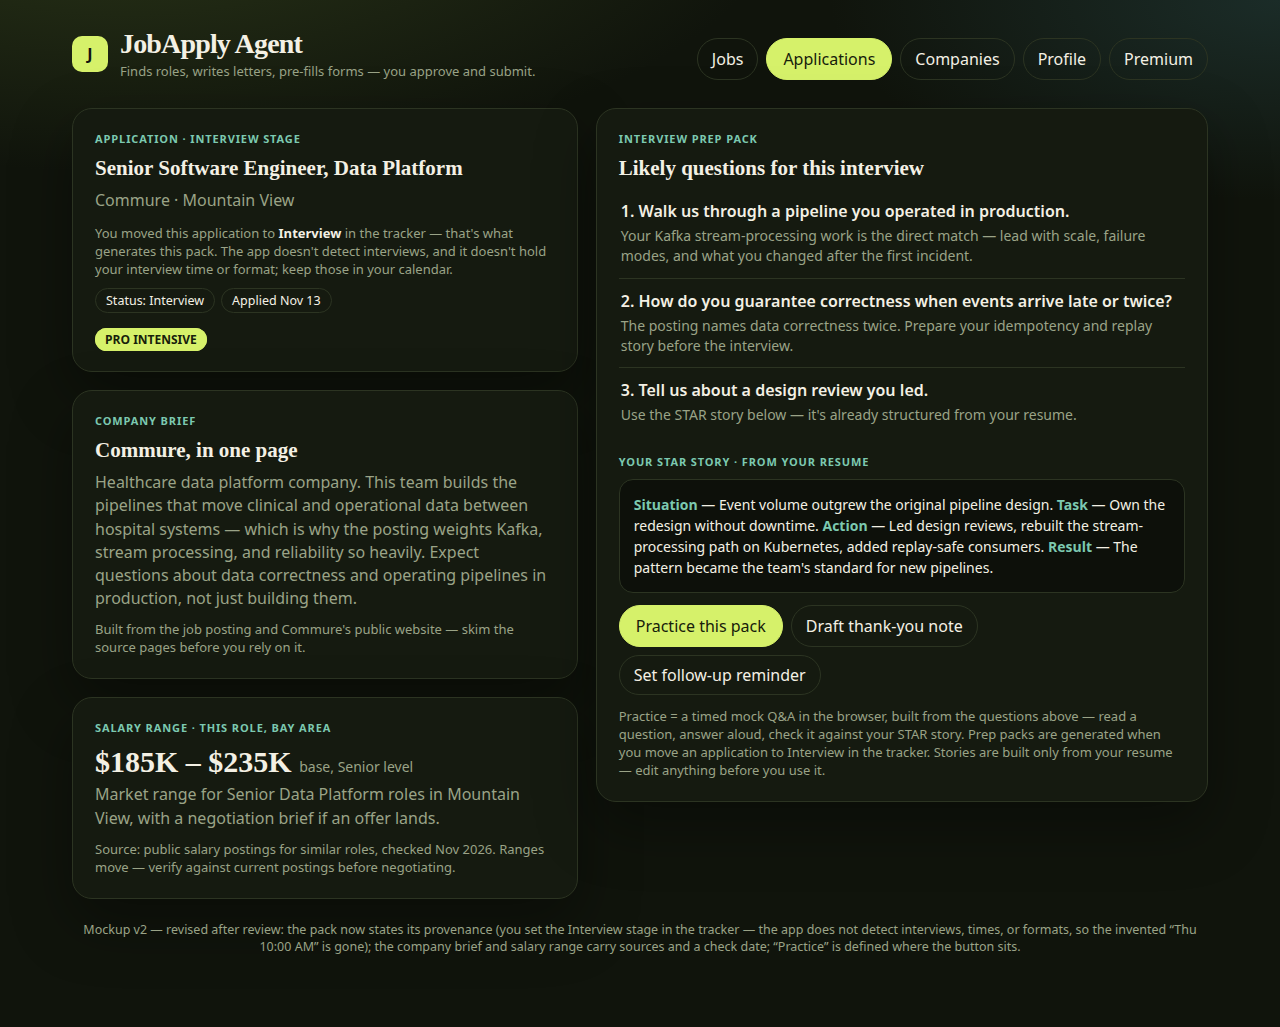 J
JobApply Agent
Finds roles, writes letters, pre-fills forms — you approve and submit.
Jobs
Applications
Companies
Profile
Premium
APPLICATION · INTERVIEW STAGE
Senior Software Engineer, Data Platform
Commure · Mountain View
You moved this application to Interview in the tracker — that's what
generates this pack. The app doesn't detect interviews, and it doesn't hold
your interview time or format; keep those in your calendar.
Status: Interview
Applied Nov 13
PRO INTENSIVE
COMPANY BRIEF
Commure, in one page
Healthcare data platform company. This team builds the
pipelines that move clinical and operational data between
hospital systems — which is why the posting weights Kafka,
stream processing, and reliability so heavily. Expect
questions about data correctness and operating pipelines in
production, not just building them.
Built from the job posting and Commure's public website — skim the
source pages before you rely on it.
SALARY RANGE · THIS ROLE, BAY AREA
$185K – $235K base, Senior level
Market range for Senior Data Platform roles in Mountain
View, with a negotiation brief if an offer lands.
Source: public salary postings for similar roles, checked Nov 2026. Ranges
move — verify against current postings before negotiating.
INTERVIEW PREP PACK
Likely questions for this interview
1. Walk us through a pipeline you operated in production.
Your Kafka stream-processing work is the direct match — lead with scale, failure
modes, and what you changed after the first incident.
2. How do you guarantee correctness when events arrive late or twice?
The posting names data correctness twice. Prepare your idempotency and replay
story before the interview.
3. Tell us about a design review you led.
Use the STAR story below — it's already structured from your resume.
YOUR STAR STORY · FROM YOUR RESUME
Situation — Event volume outgrew the original pipeline design. Task — Own the
redesign without downtime. Action — Led design reviews, rebuilt the stream-
processing path on Kubernetes, added replay-safe consumers. Result — The
pattern became the team's standard for new pipelines.
Practice this pack
Draft thank-you note
Set follow-up reminder
Practice = a timed mock Q&A in the browser, built from the questions above — read a
question, answer aloud, check it against your STAR story. Prep packs are generated when
you move an application to Interview in the tracker. Stories are built only from your resume
— edit anything before you use it.
Mockup v2 — revised after review: the pack now states its provenance (you set the Interview stage in the tracker — the app does not detect interviews, times, or formats, so the invented “Thu
10:00 AM” is gone); the company brief and salary range carry sources and a check date; “Practice” is defined where the button sits.